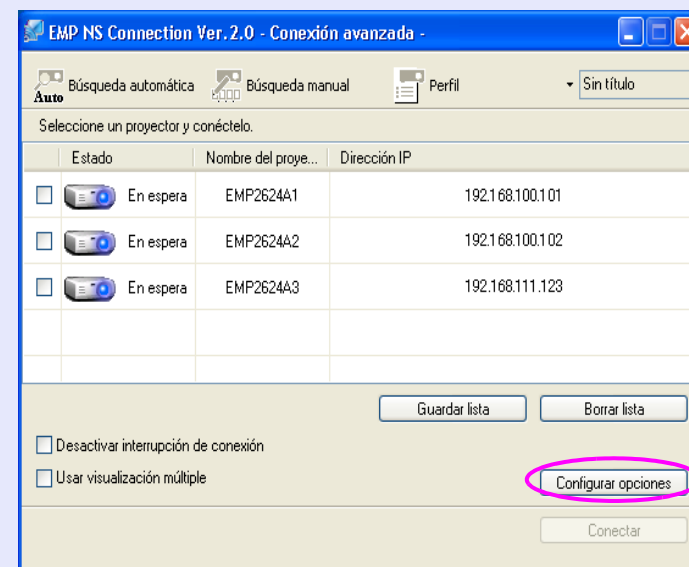 EMP NS Connection Ver.2.0 - Conexión avanzada -
Auto Búsqueda automática Búsqueda manual Perfil Sin título
Seleccione un proyector y conéctelo.
Estado Nombre del proye... Dirección IP
En espera EMP2624A1 192.168.100.101
En espera EMP2624A2 192.168.100.102
En espera EMP2624A3 192.168.111.123
Guardar lista Borrar lista
Desactivar interrupción de conexión
Usar visualización múltiple Configurar opciones
Conectar